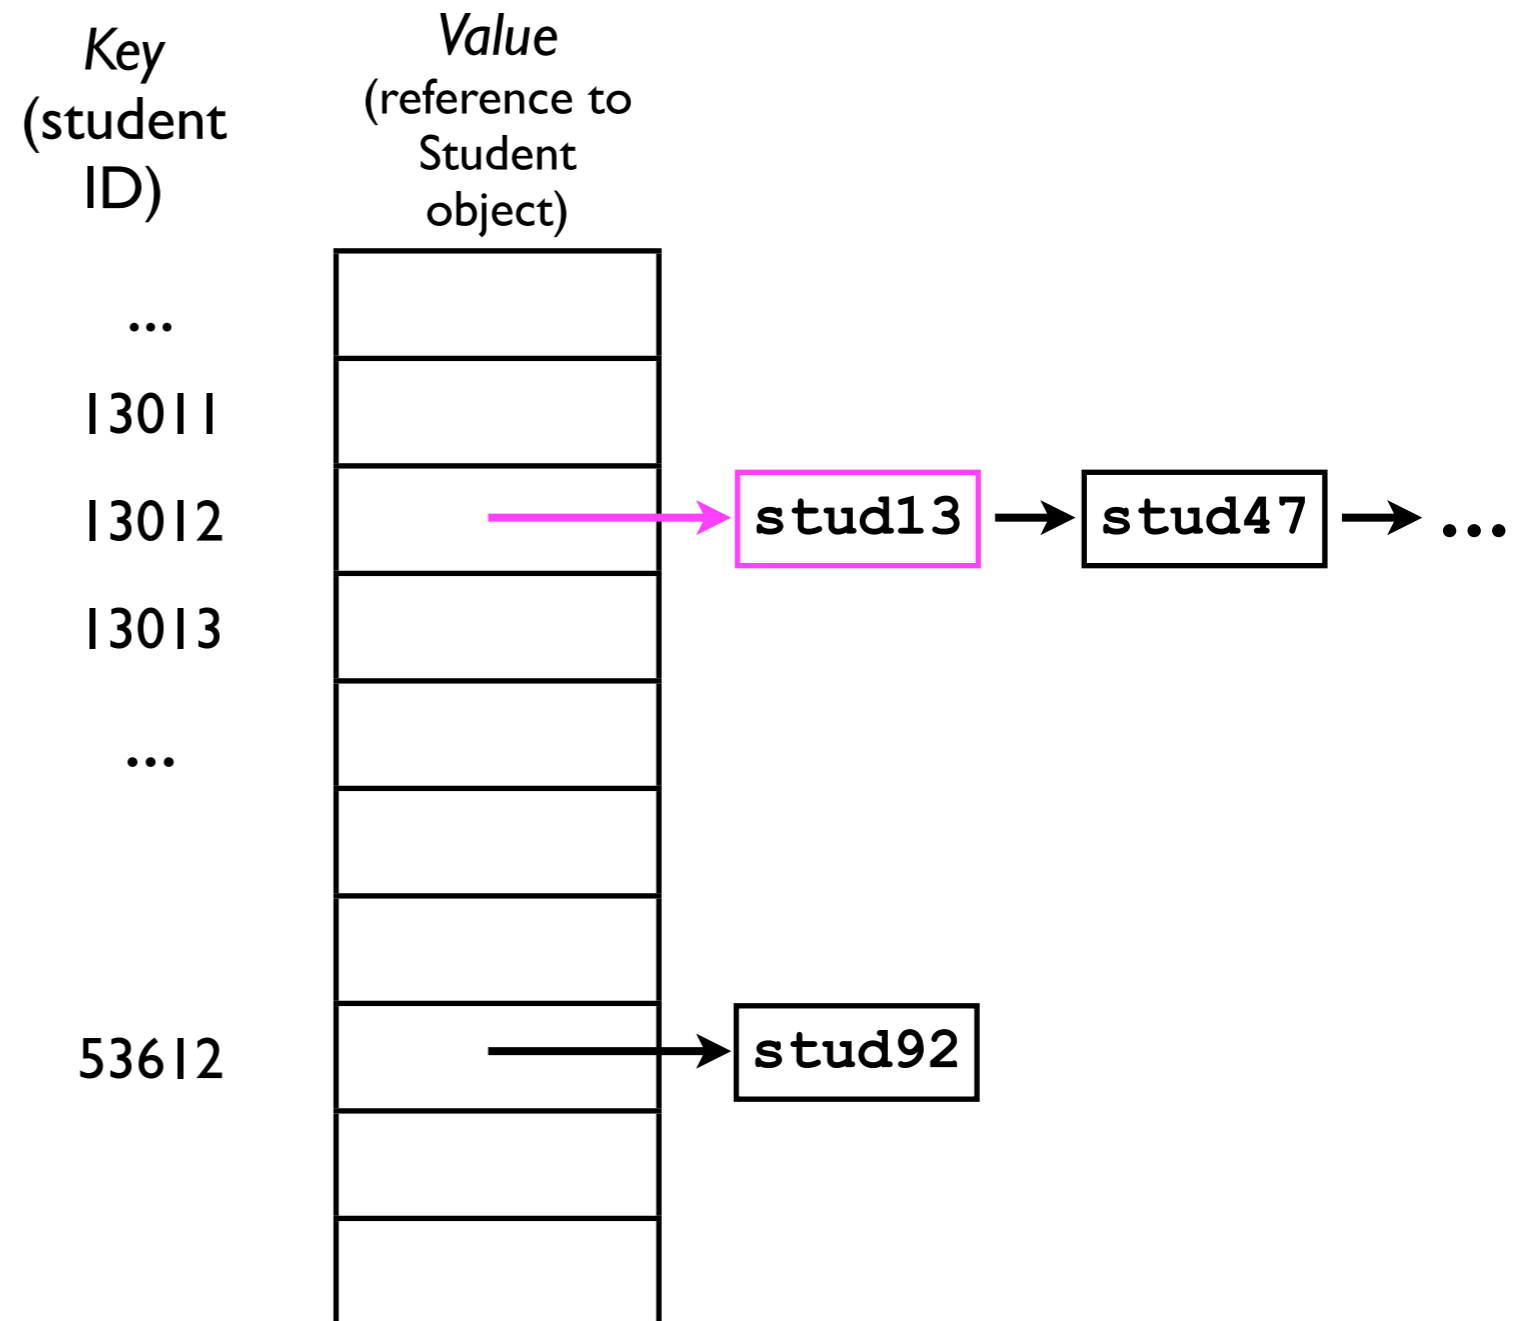 Key
(student
ID)
Value
(reference to
Student
object)
...
13011
13012
stud13
stud47
...
13013
...
53612
stud92